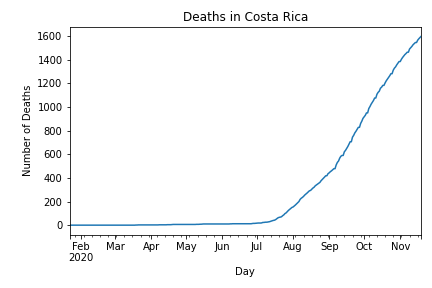 Deaths in Costa Rica
Number of Deaths
1600
1400
1200
1000
800
600
400
200
0
Feb Mar Apr May Jun Jul Aug Sep Oct Nov
2020
Day